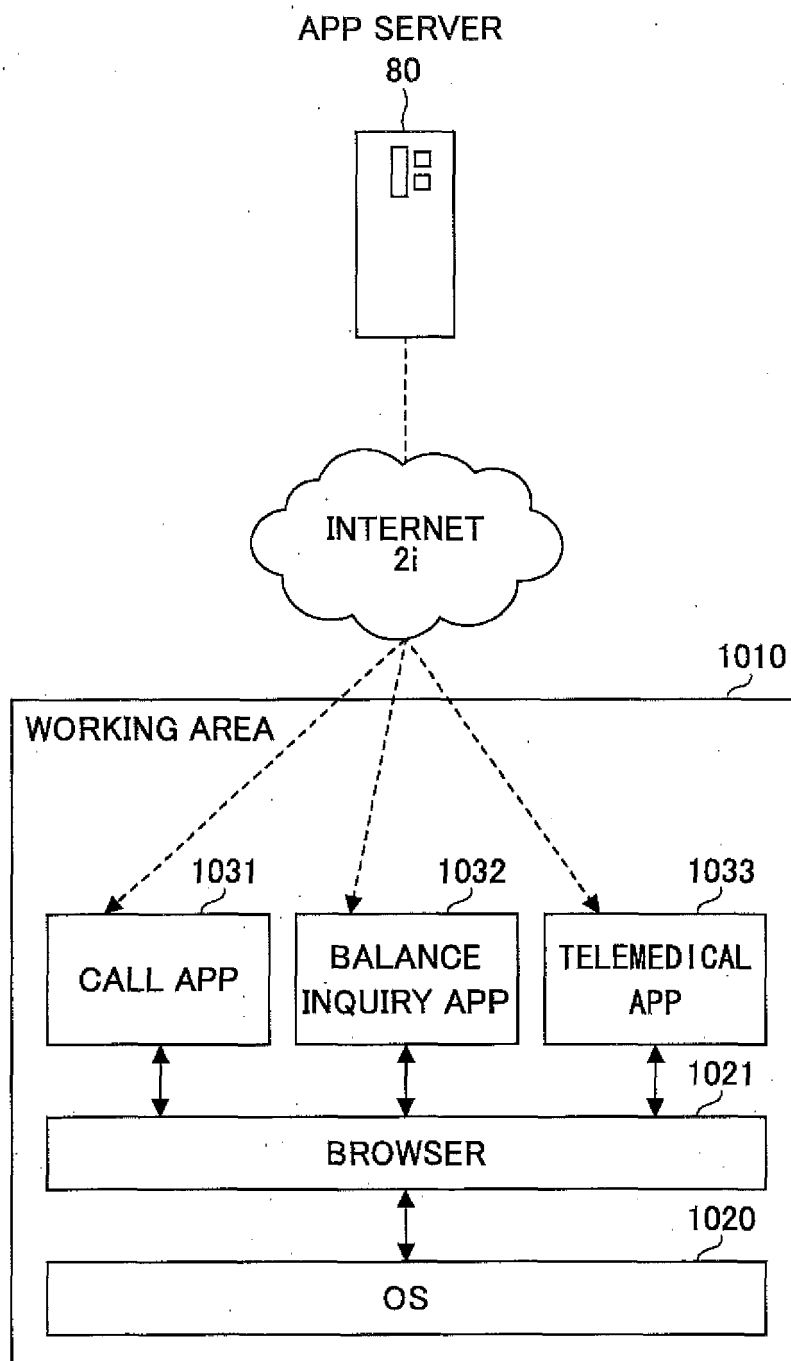 APP SERVER
80
INTERNET
2i
1010
WORKING AREA
1031
1032
1033
CALL APP
BALANCE
INQUIRY APP
TELEMEDICAL
APP
1021
BROWSER
1020
OS